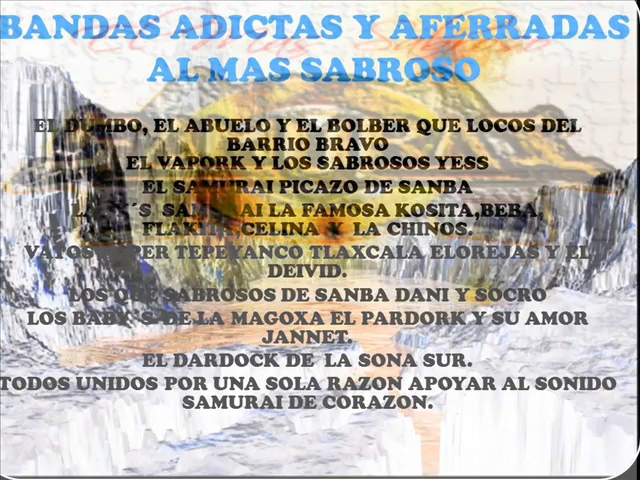 BANDAS ADICTAS Y AFERRADAS
AL MAS SABROSO
EL DUMBO, EL ABUELO Y EL BOLBER QUE LOCOS DEL
BARRIO BRAVO
EL VAPORK Y LOS SABROSOS YESS
EL SAMURAI PICAZO DE SANBA
LA FAMOSA KOSITA,BEBA,
CELINA X LA CHINOS.
TEPEYANCO TLAXCALA ELOREJAS Y EL
DEIVID.
LOS QUE SABROSOS DE SANBA DANI Y SOCRO
LOS BABY´S DE LA MAGOXA EL PARDORK Y SU AMOR
JANNET.
EL DARDOCK DE LA SONA SUR.
TODOS UNIDOS POR UNA SOLA RAZON APOYAR AL SONIDO
SAMURAI DE CORAZON.